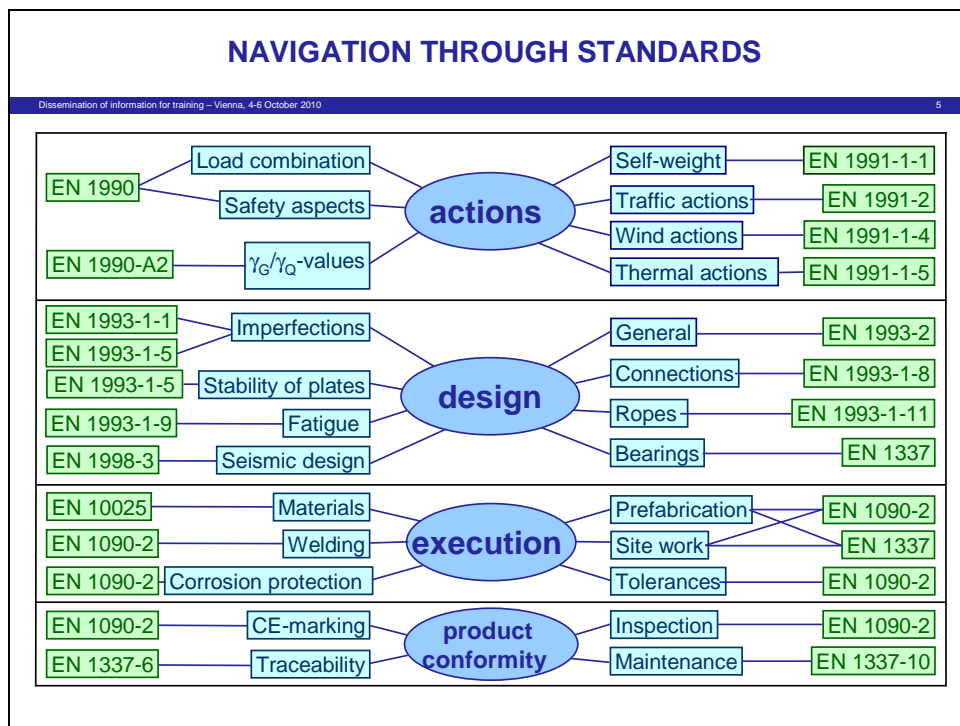 NAVIGATION THROUGH STANDARDS
Dissemination of information for training – Vienna, 4-6 October 2010
5
EN 1990
Load combination
Safety aspects
EN 1990-A2
γG/γQ-values
actions
Self-weight
EN 1991-1-1
Traffic actions
EN 1991-2
Wind actions
EN 1991-1-4
Thermal actions
EN 1991-1-5
EN 1993-1-1
EN 1993-1-5
Imperfections
EN 1993-1-5
Stability of plates
EN 1993-1-9
Fatigue
EN 1998-3
Seismic design
design
General
EN 1993-2
Connections
EN 1993-1-8
Ropes
EN 1993-1-11
Bearings
EN 1337
EN 10025
Materials
EN 1090-2
Welding
EN 1090-2
Corrosion protection
execution
Prefabrication
EN 1090-2
Site work
EN 1337
Tolerances
EN 1090-2
EN 1090-2
CE-marking
EN 1337-6
Traceability
product
conformity
Inspection
EN 1090-2
Maintenance
EN 1337-10